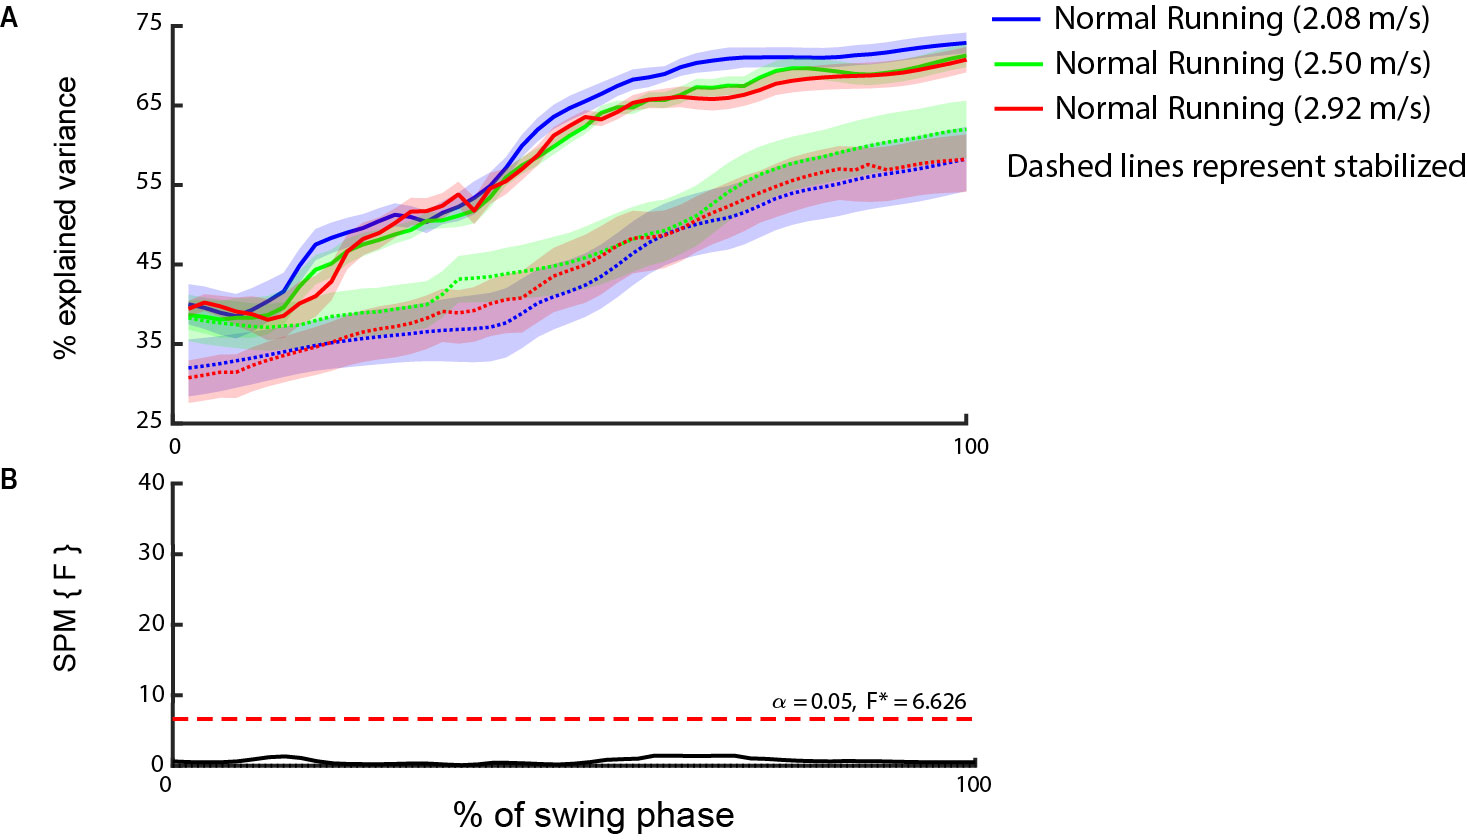 A
75
65
55
45
35
25
% explained variance
0
100
Normal Running (2.08 m/s)
Normal Running (2.50 m/s)
Normal Running (2.92 m/s)
Dashed lines represent stabilized
B
40
30
20
10
0
SPM { F }
α = 0.05, F* = 6.626
0
100
% of swing phase